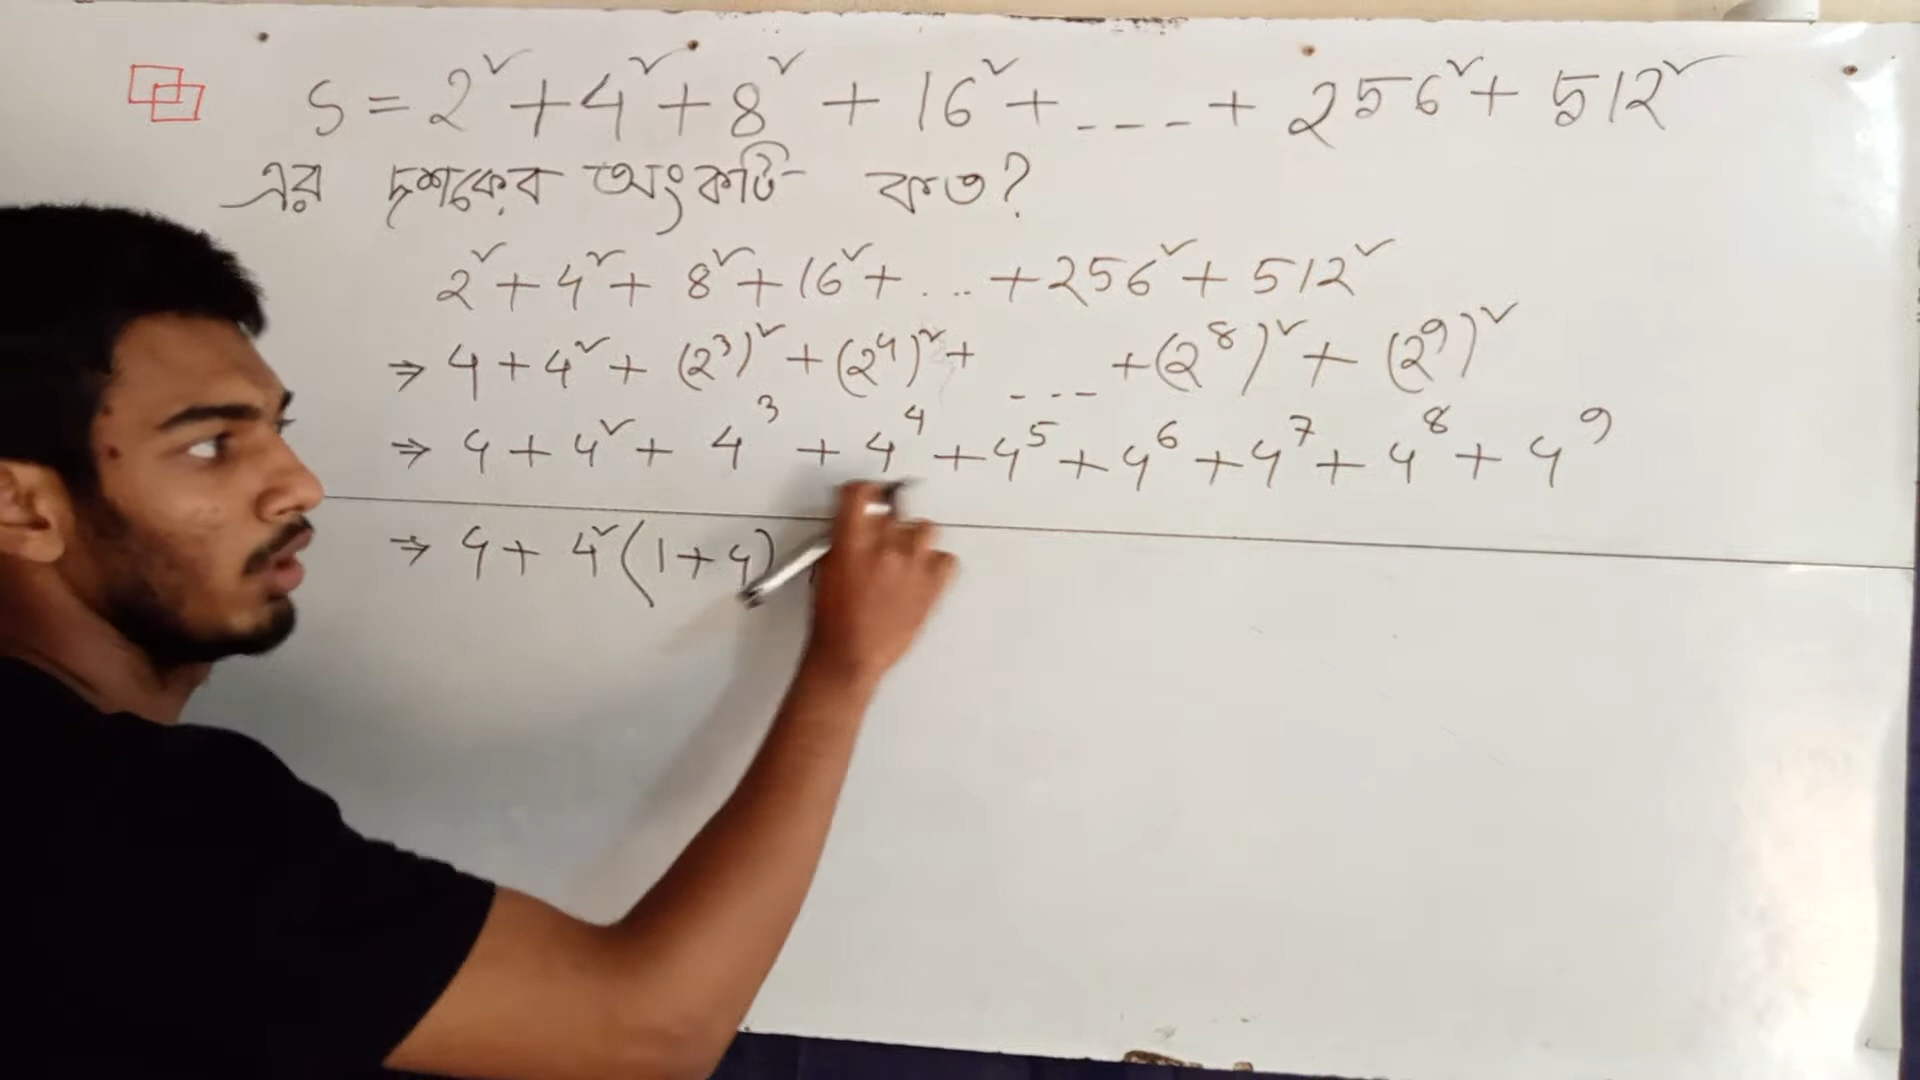 S = 2² + 4² + 8² + 16² + - - - + 256² + 512²
এর দশকের অংকটি কত?
2² + 4² + 8² + 16² + ... + 256² + 512²
⇒ 4 + 4² + (2³)² + (2⁴)² + - - - + (2⁸)² + (2⁹)²
⇒ 4 + 4² + 4³ + 4⁴ + 4⁵ + 4⁶ + 4⁷ + 4⁸ + 4⁹
⇒ 4 + 4² (1 + 4)